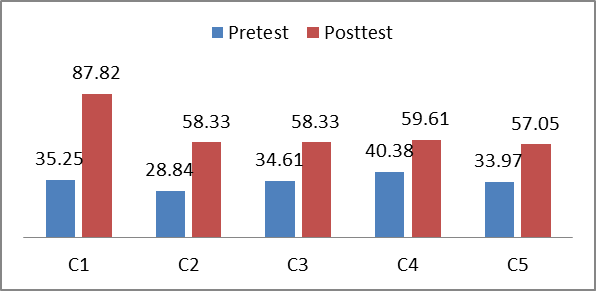 Pretest Posttest
87.82
58.33 58.33 59.61 57.05
35.25 28.84 34.61 40.38 33.97
C1 C2 C3 C4 C5